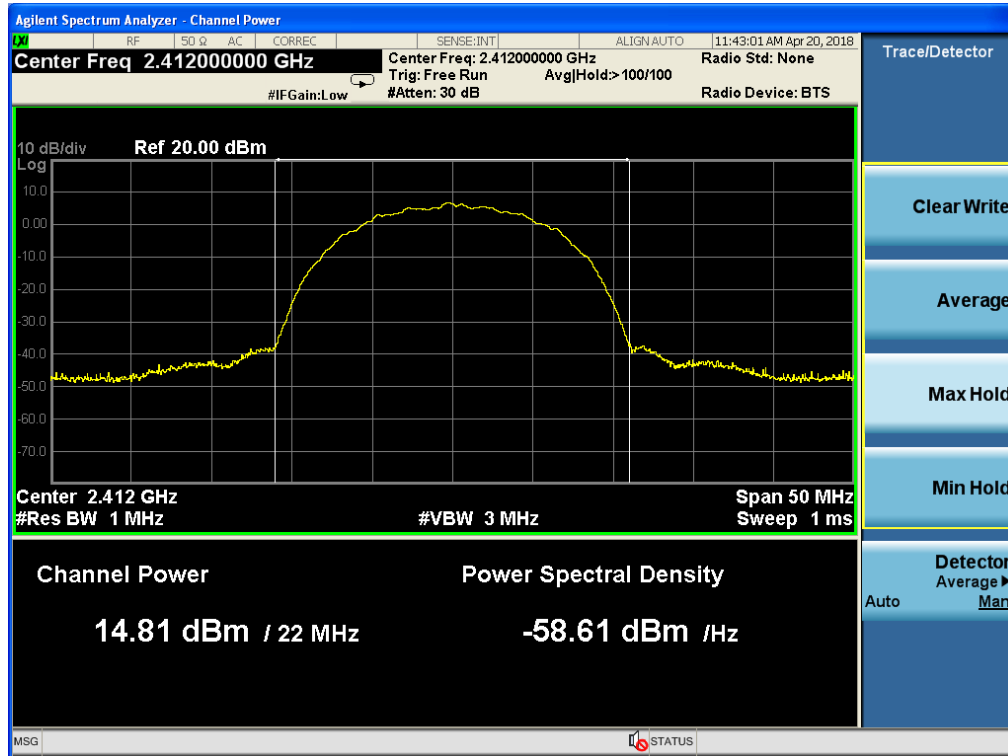 Agilent Spectrum Analyzer - Channel Power
LXI RF 50 Ω AC CORREC SENSE:INT ALIGN AUTO 11:43:01 AM Apr 20, 2018
Center Freq 2.412000000 GHz
Center Freq: 2.412000000 GHz Radio Std: None
Trig: Free Run Avg|Hold:> 100/100
#IFGain:Low #Atten: 30 dB Radio Device: BTS
10 dB/div Ref 20.00 dBm
Log
10.0
0.00
-10.0
-20.0
-30.0
-40.0
-50.0
-60.0
-70.0
Center 2.412 GHz Span 50 MHz
#Res BW 1 MHz #VBW 3 MHz Sweep 1 ms
Channel Power Power Spectral Density
14.81 dBm / 22 MHz -58.61 dBm /Hz
MSG STATUS
Trace/Detector
Clear Write
Average
Max Hold
Min Hold
Detector
Average
Auto Man